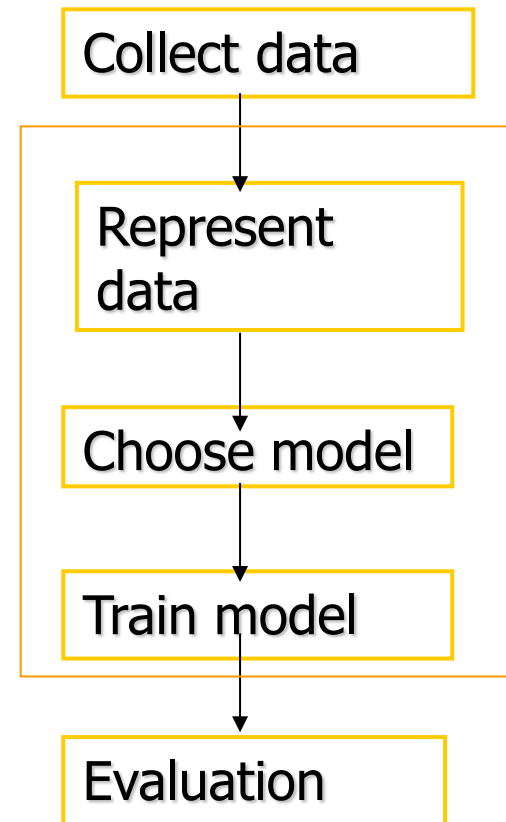 Collect data
Represent
data
Choose model
Train model
Evaluation